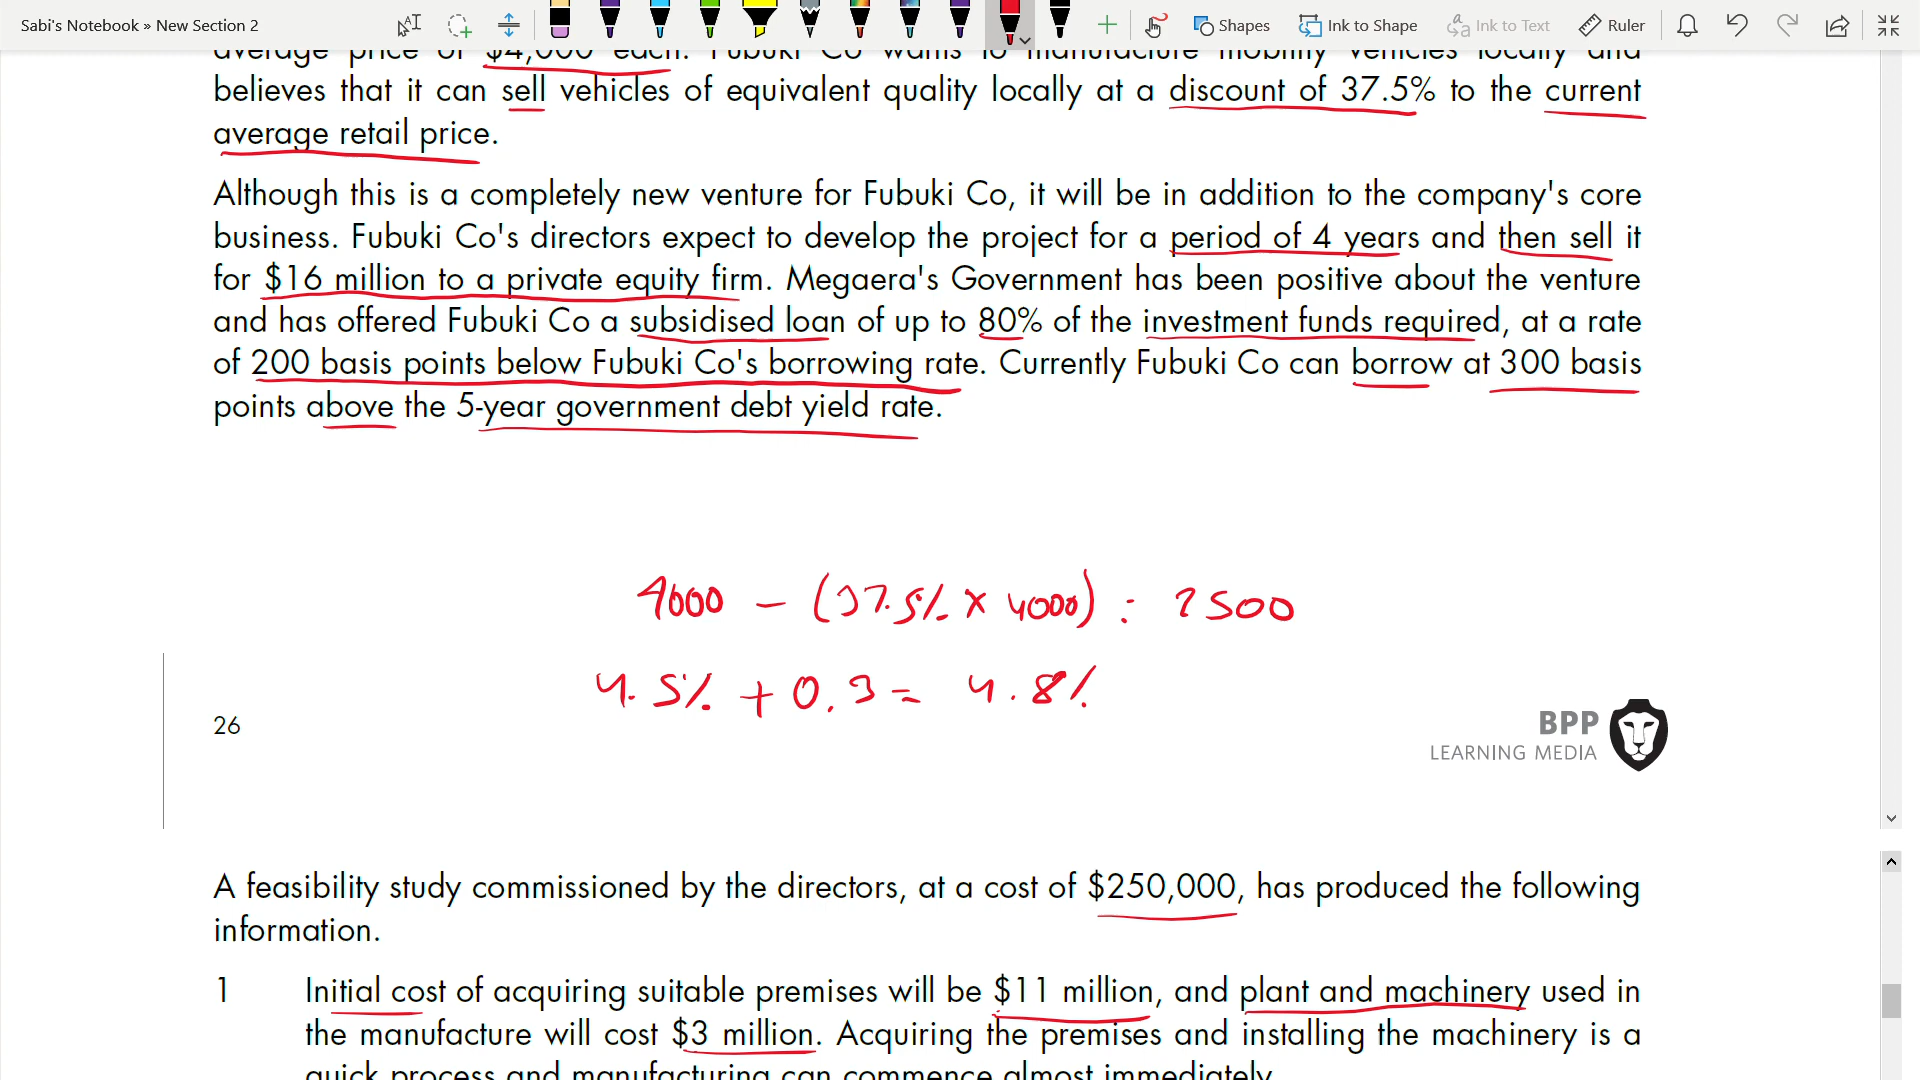 Sabi's Notebook » New Section 2
Shapes
Ink to Shape
Ink to Text
Ruler
average price of $4,000 each. Fubuki Co wants to manufacture mobility vehicles locally and
believes that it can sell vehicles of equivalent quality locally at a discount of 37.5% to the current
average retail price.
Although this is a completely new venture for Fubuki Co, it will be in addition to the company's core
business. Fubuki Co's directors expect to develop the project for a period of 4 years and then sell it
for $16 million to a private equity firm. Megaera's Government has been positive about the venture
and has offered Fubuki Co a subsidised loan of up to 80% of the investment funds required, at a rate
of 200 basis points below Fubuki Co's borrowing rate. Currently Fubuki Co can borrow at 300 basis
points above the 5-year government debt yield rate.
4000 - (37.5% x 4000) : 2500
4.5% + 0.3 = 4.8%
26
BPP
LEARNING MEDIA
A feasibility study commissioned by the directors, at a cost of $250,000, has produced the following
information.
1 Initial cost of acquiring suitable premises will be $11 million, and plant and machinery used in
the manufacture will cost $3 million. Acquiring the premises and installing the machinery is a
quick process and manufacturing can commence almost immediately.